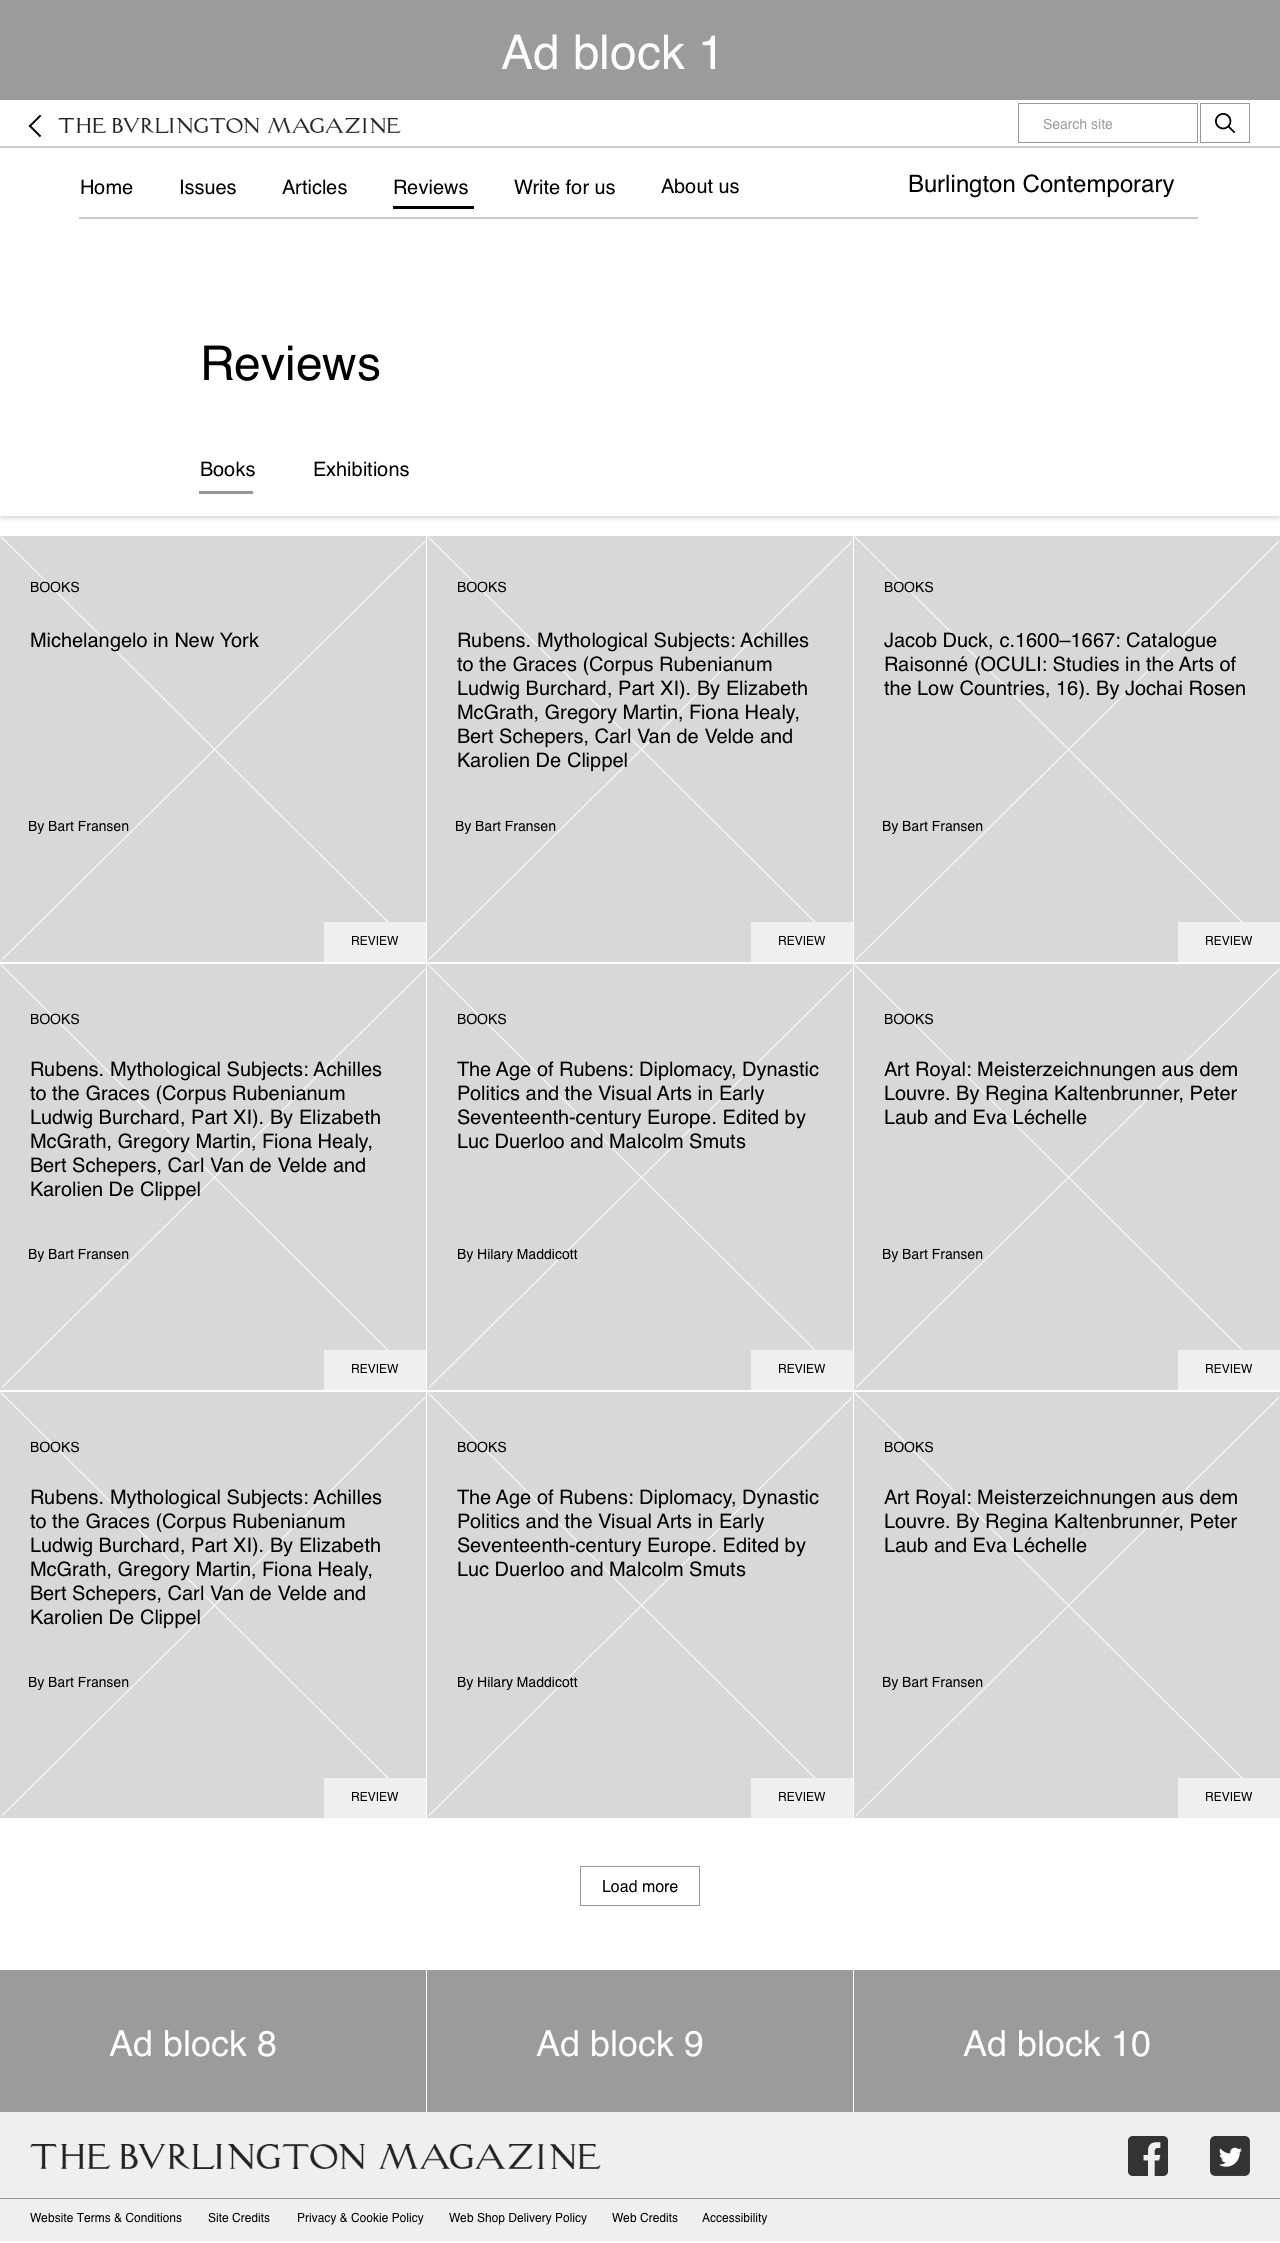 Ad block 1
THE BVRLINGTON MAGAZINE
Search site
Home Issues Articles Reviews Write for us About us Burlington Contemporary
Reviews
Books Exhibitions
BOOKS
Michelangelo in New York
By Bart Fransen
REVIEW
BOOKS
Rubens. Mythological Subjects: Achilles
to the Graces (Corpus Rubenianum
Ludwig Burchard, Part XI). By Elizabeth
McGrath, Gregory Martin, Fiona Healy,
Bert Schepers, Carl Van de Velde and
Karolien De Clippel
By Bart Fransen
REVIEW
BOOKS
Jacob Duck, c.1600–1667: Catalogue
Raisonné (OCULI: Studies in the Arts of
the Low Countries, 16). By Jochai Rosen
By Bart Fransen
REVIEW
BOOKS
Rubens. Mythological Subjects: Achilles
to the Graces (Corpus Rubenianum
Ludwig Burchard, Part XI). By Elizabeth
McGrath, Gregory Martin, Fiona Healy,
Bert Schepers, Carl Van de Velde and
Karolien De Clippel
By Bart Fransen
REVIEW
BOOKS
The Age of Rubens: Diplomacy, Dynastic
Politics and the Visual Arts in Early
Seventeenth-century Europe. Edited by
Luc Duerloo and Malcolm Smuts
By Hilary Maddicott
REVIEW
BOOKS
Art Royal: Meisterzeichnungen aus dem
Louvre. By Regina Kaltenbrunner, Peter
Laub and Eva Léchelle
By Bart Fransen
REVIEW
BOOKS
Rubens. Mythological Subjects: Achilles
to the Graces (Corpus Rubenianum
Ludwig Burchard, Part XI). By Elizabeth
McGrath, Gregory Martin, Fiona Healy,
Bert Schepers, Carl Van de Velde and
Karolien De Clippel
By Bart Fransen
REVIEW
BOOKS
The Age of Rubens: Diplomacy, Dynastic
Politics and the Visual Arts in Early
Seventeenth-century Europe. Edited by
Luc Duerloo and Malcolm Smuts
By Hilary Maddicott
REVIEW
BOOKS
Art Royal: Meisterzeichnungen aus dem
Louvre. By Regina Kaltenbrunner, Peter
Laub and Eva Léchelle
By Bart Fransen
REVIEW
Load more
Ad block 8
Ad block 9
Ad block 10
THE BVRLINGTON MAGAZINE
Website Terms & Conditions Site Credits Privacy & Cookie Policy Web Shop Delivery Policy Web Credits Accessibility